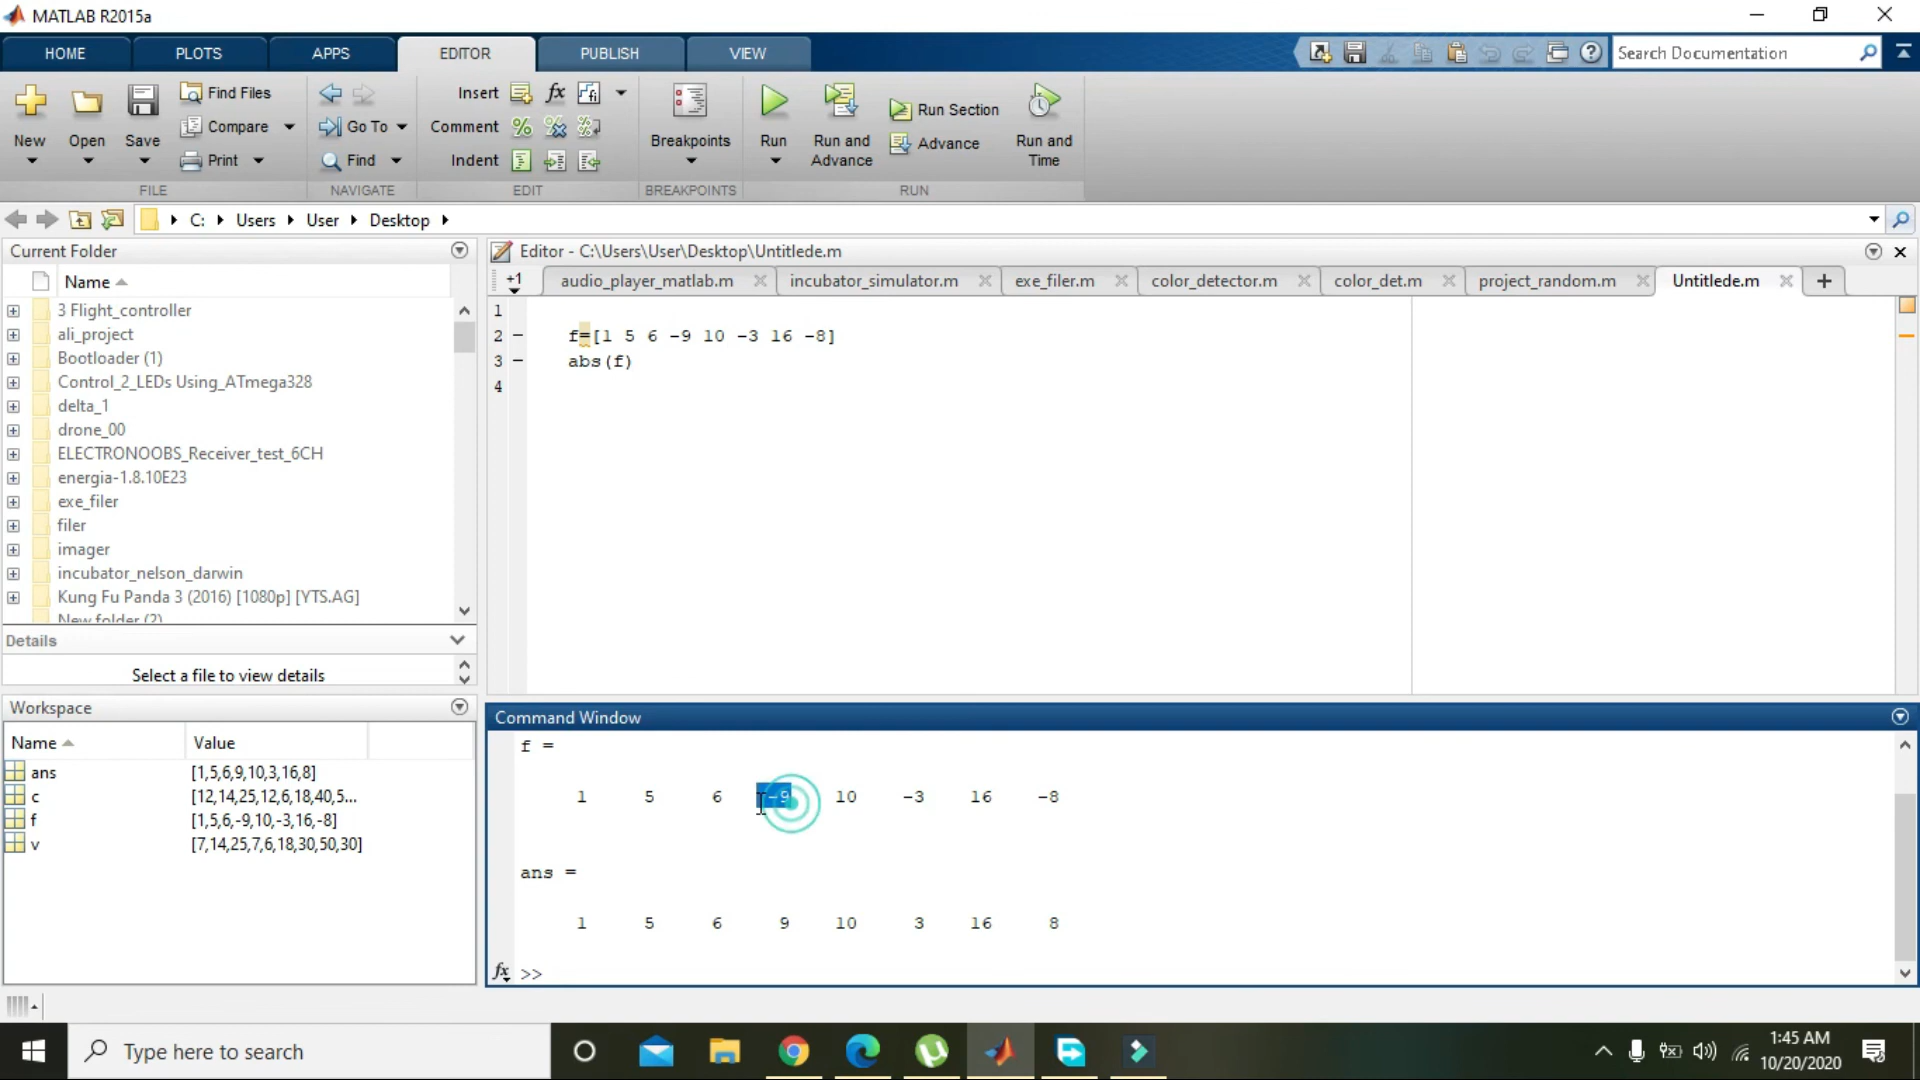 MATLAB R2015a
HOME PLOTS APPS EDITOR PUBLISH VIEW Search Documentation
New Open Save Find Files Compare Print
FILE
Go To Find
NAVIGATE
Insert fx
Comment
Indent
EDIT
Breakpoints
BREAKPOINTS
Run Run and Advance Run Section Advance Run and Time
RUN
C: Users User Desktop
Current Folder
Name
3 Flight_controller
ali_project
Bootloader (1)
Control_2_LEDs Using_ATmega328
delta_1
drone_00
ELECTRONOOBS_Receiver_test_6CH
energia-1.8.10E23
exe_filer
filer
imager
incubator_nelson_darwin
Kung Fu Panda 3 (2016) [1080p] [YTS.AG]
New folder (2)
Details
Select a file to view details
Workspace
Name Value
ans [1,5,6,9,10,3,16,8]
c [12,14,25,12,6,18,40,5...
f [1,5,6,-9,10,-3,16,-8]
v [7,14,25,7,6,18,30,50,30]
Editor - C:\Users\User\Desktop\Untitlede.m
+1 audio_player_matlab.m incubator_simulator.m exe_filer.m color_detector.m color_det.m project_random.m Untitlede.m
1
2 f=[1 5 6 -9 10 -3 16 -8]
3 abs(f)
4
Command Window
f =
1 5 6 -9 10 -3 16 -8
ans =
1 5 6 9 10 3 16 8
fx >>
Type here to search
1:45 AM
10/20/2020